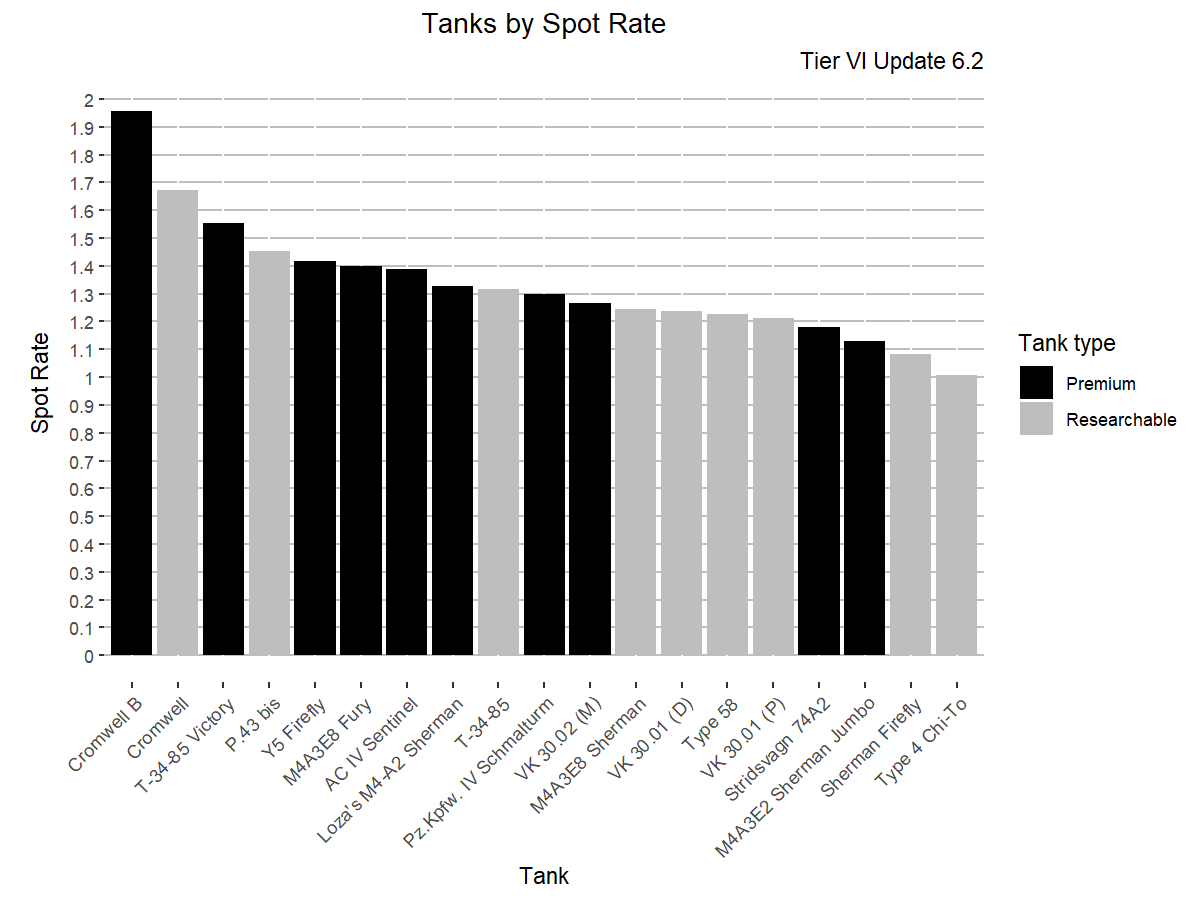 Tanks by Spot Rate
Tier VI Update 6.2
2
1.9
1.8
1.7
1.6
1.5
1.4
1.3
1.2
1.1
1
0.9
0.8
0.7
0.6
0.5
0.4
0.3
0.2
0.1
0
Spot Rate
Cromwell B
Cromwell
T-34-85 Victory
P.43 bis
Y5 Firefly
M4A3E8 Fury
AC IV Sentinel
Loza's M4-A2 Sherman
T-34-85
Pz.Kpfw. IV Schmalturm
VK 30.02 (M)
M4A3E8 Sherman
VK 30.01 (D)
Type 58
VK 30.01 (P)
Stridsvagn 74A2
M4A3E2 Sherman Jumbo
Sherman Firefly
Type 4 Chi-To
Tank
Tank type
Premium
Researchable